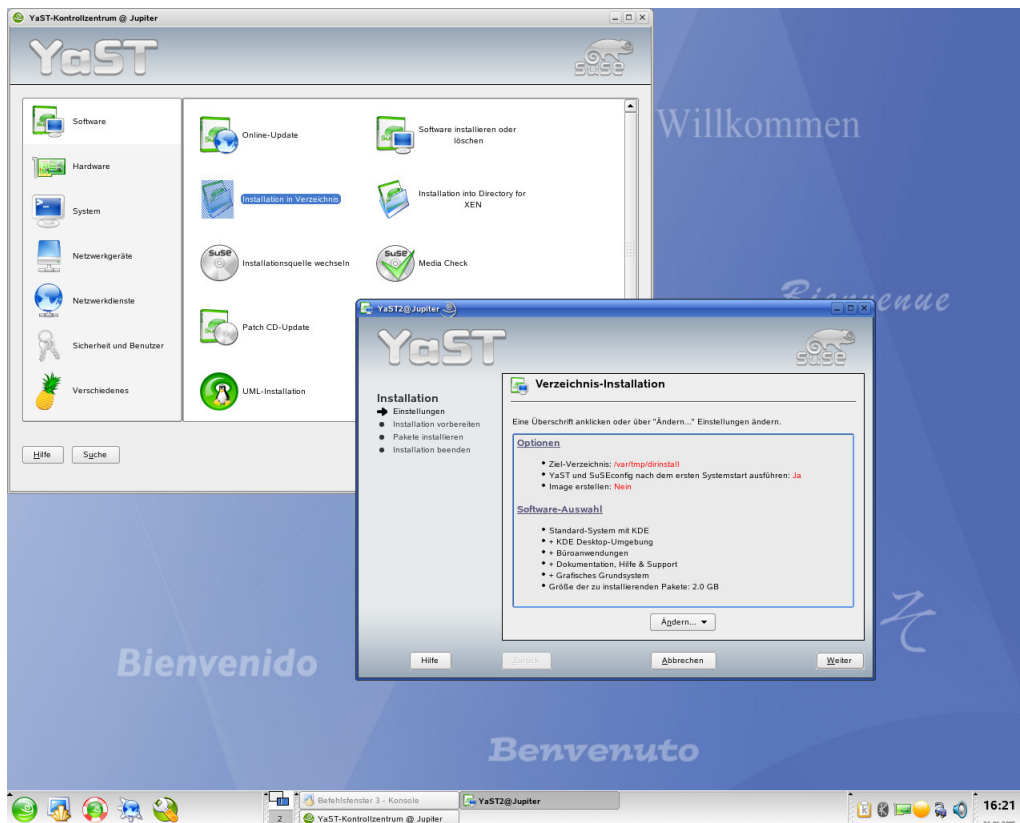 YaST-Kontrollzentrum @ Jupiter
YaST
SUSE
Software
Hardware
System
Netzwerkgeräte
Netzwerkdienste
Sicherheit und Benutzer
Verschiedenes
Online-Update
Software installieren oder
löschen
Installation in Verzeichnis
Installation into Directory for
XEN
Installationsquelle wechseln
Media Check
Patch CD-Update
UML-Installation
Hilfe
Suche
Willkommen
Bienvenue
Bienvenido
Benvenuto
YaST2@Jupiter
YaST
SUSE
Installation
Einstellungen
Installation vorbereiten
Pakete installieren
Installation beenden
Verzeichnis-Installation
Eine Überschrift anklicken oder über "Ändern..." Einstellungen ändern.
Optionen
Ziel-Verzeichnis: /var/tmp/dirinstall
YaST und SuSEconfig nach dem ersten Systemstart ausführen: Ja
Image erstellen: Nein
Software-Auswahl
Standard-System mit KDE
+ KDE Desktop-Umgebung
+ Büroanwendungen
+ Dokumentation, Hilfe & Support
+ Grafisches Grundsystem
Größe der zu installierenden Pakete: 2.0 GB
Ändern...
Hilfe
Zurück
Abbrechen
Weiter
2
Befehlsfenster 3 - Konsole
YaST2@Jupiter
YaST-Kontrollzentrum @ Jupiter
16:21